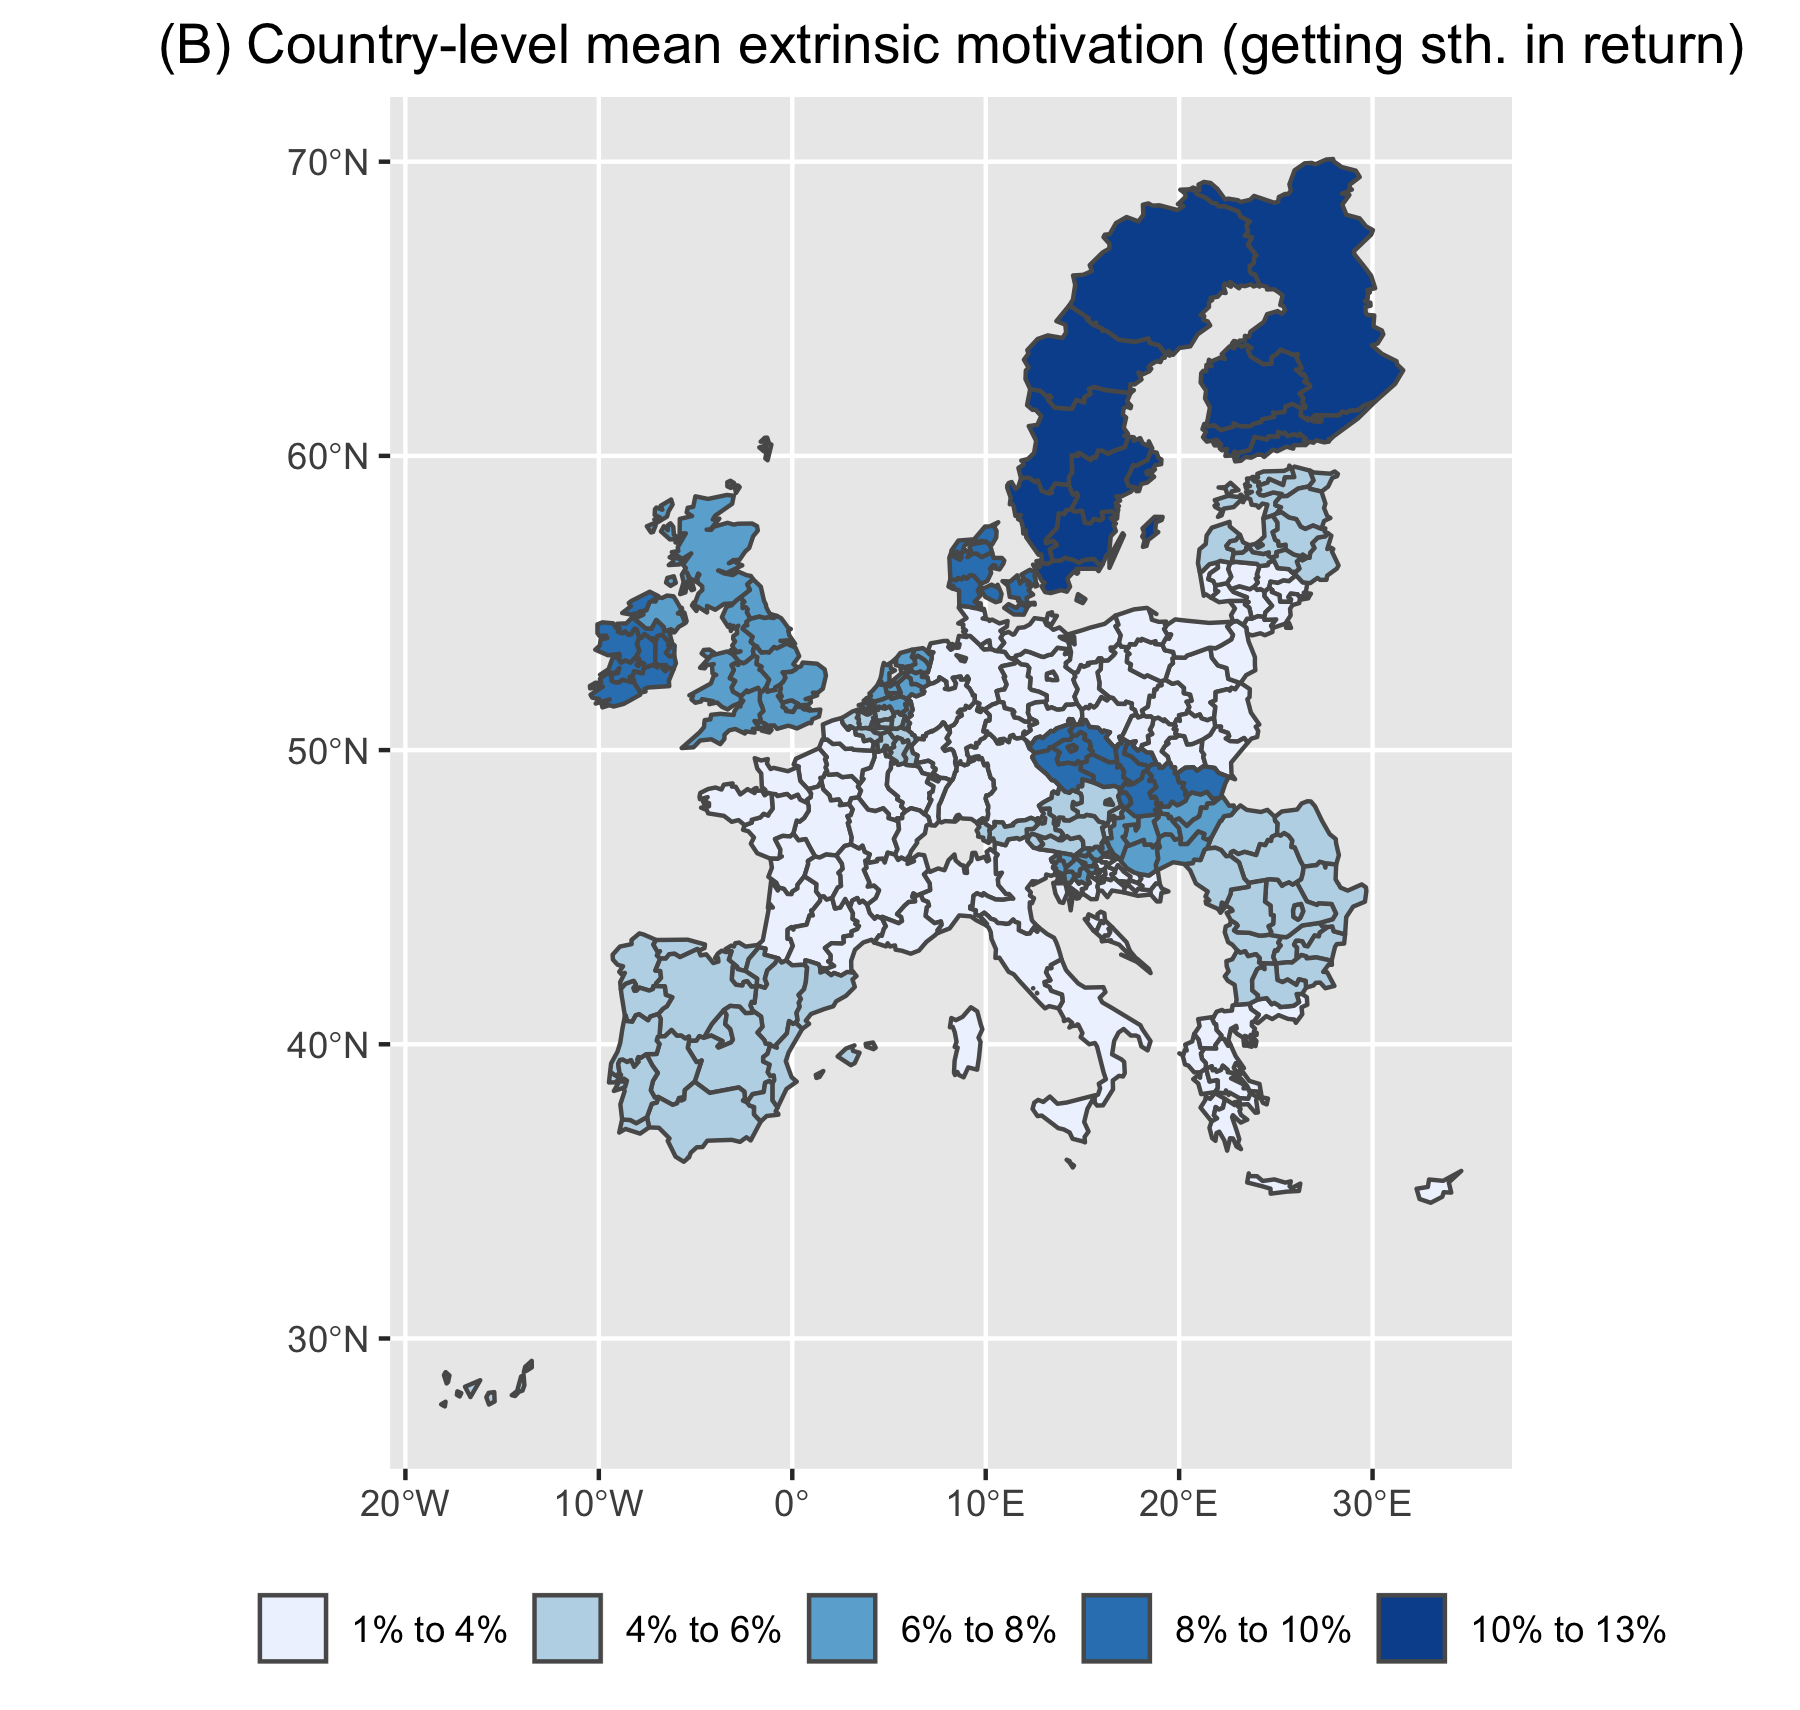 (B) Country-level mean extrinsic motivation (getting sth. in return)
70°N
60°N
50°N
40°N
30°N
20°W 10°W 0° 10°E 20°E 30°E
1% to 4% 4% to 6% 6% to 8% 8% to 10% 10% to 13%